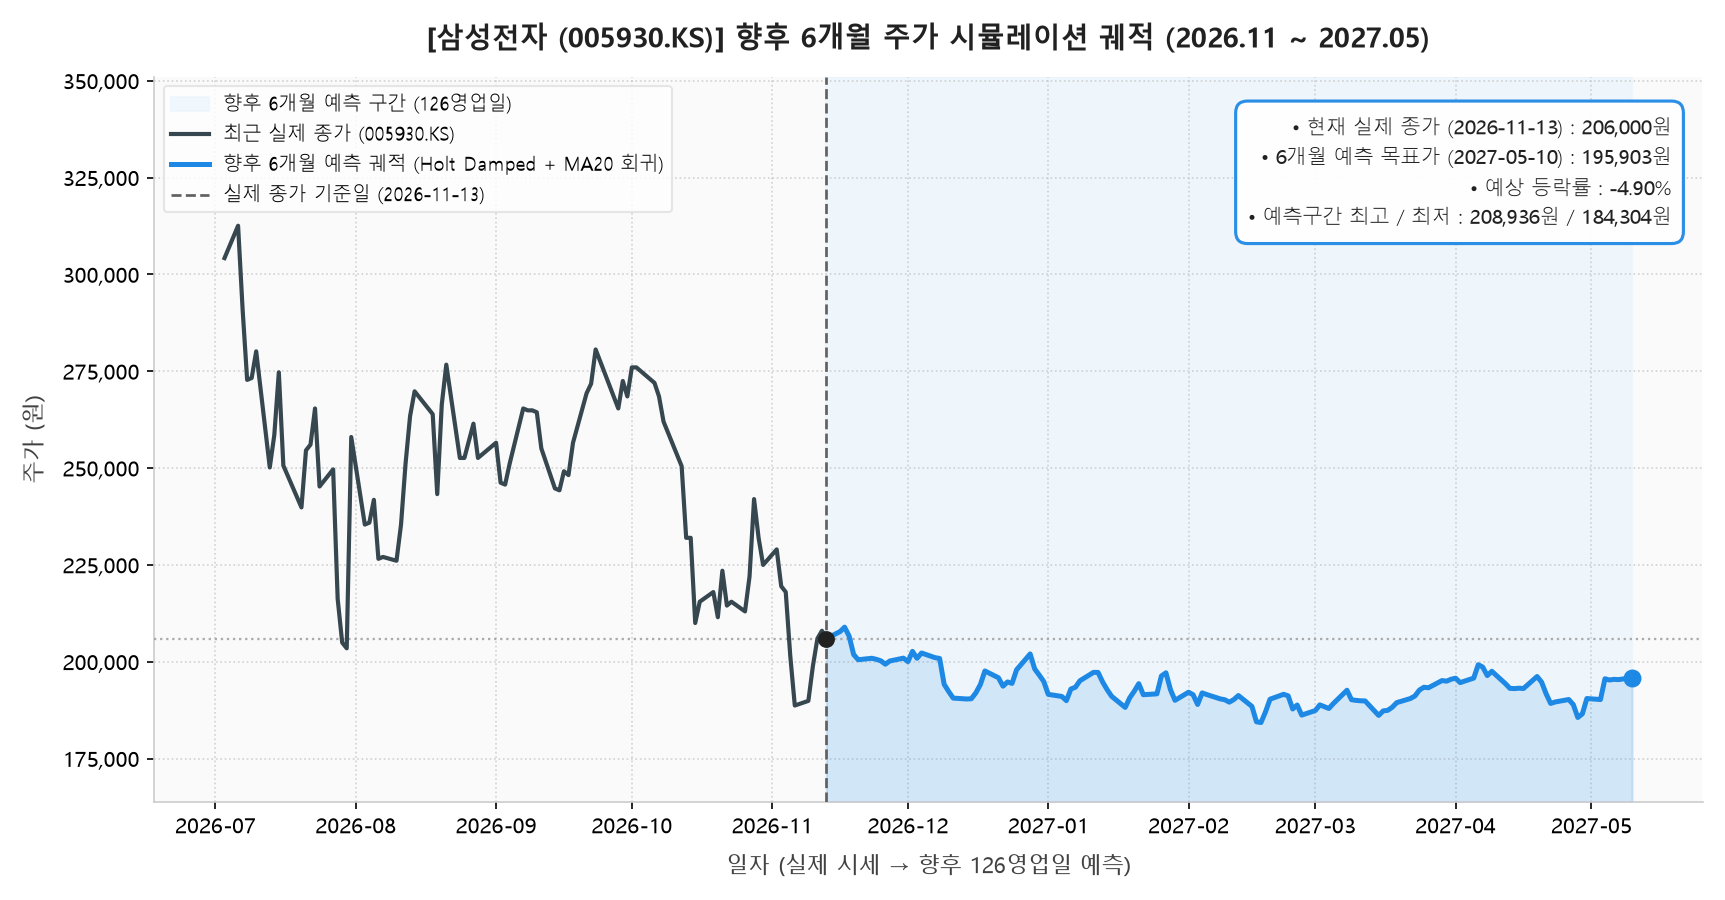 [삼성전자 (005930.KS)] 향후 6개월 주가 시뮬레이션 궤적 (2026.11 ~ 2027.05)
350,000
325,000
300,000
275,000
250,000
225,000
200,000
175,000
주가 (원)
향후 6개월 예측 구간 (126영업일)
최근 실제 종가 (005930.KS)
향후 6개월 예측 궤적 (Holt Damped + MA20 회귀)
실제 종가 기준일 (2026-11-13)
• 현재 실제 종가 (2026-11-13) : 206,000원
• 6개월 예측 목표가 (2027-05-10) : 195,903원
• 예상 등락률 : -4.90%
• 예측구간 최고 / 최저 : 208,936원 / 184,304원
2026-07
2026-08
2026-09
2026-10
2026-11
2026-12
2027-01
2027-02
2027-03
2027-04
2027-05
일자 (실제 시세 → 향후 126영업일 예측)